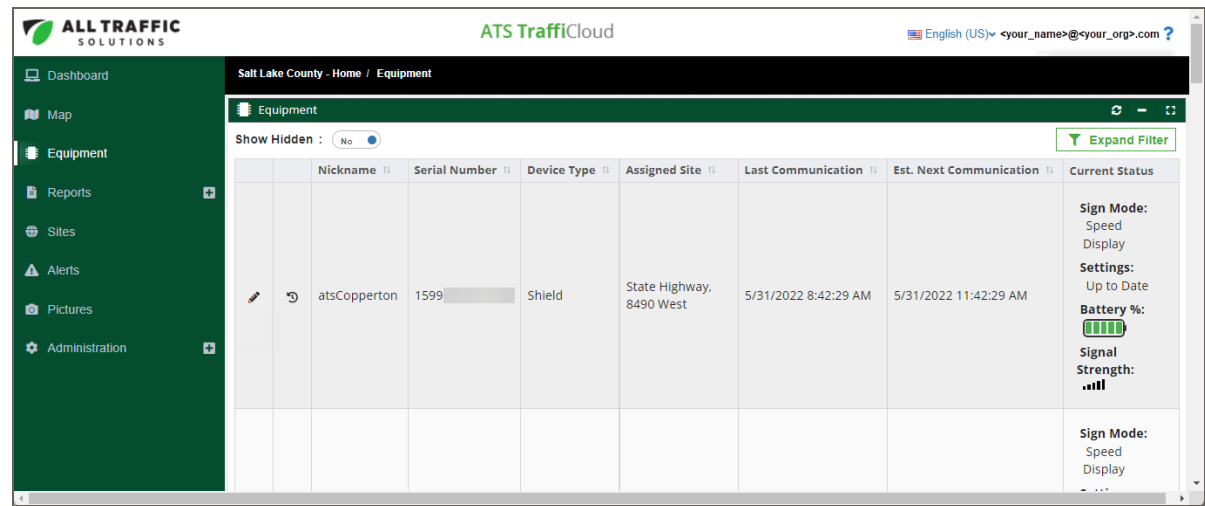 ALL TRAFFIC
SOLUTIONS
ATS TraffiCloud
English (US) <your_name>@<your_org>.com ?
Dashboard
Map
Equipment
Reports
Sites
Alerts
Pictures
Administration
Salt Lake County - Home / Equipment
Equipment
Show Hidden : No
Expand Filter
Nickname Serial Number Device Type Assigned Site Last Communication Est. Next Communication Current Status
atsCopperton 1599 Shield
State Highway,
8490 West
5/31/2022 8:42:29 AM 5/31/2022 11:42:29 AM
Sign Mode:
Speed
Display
Settings:
Up to Date
Battery %:
Signal
Strength:
Sign Mode:
Speed
Display